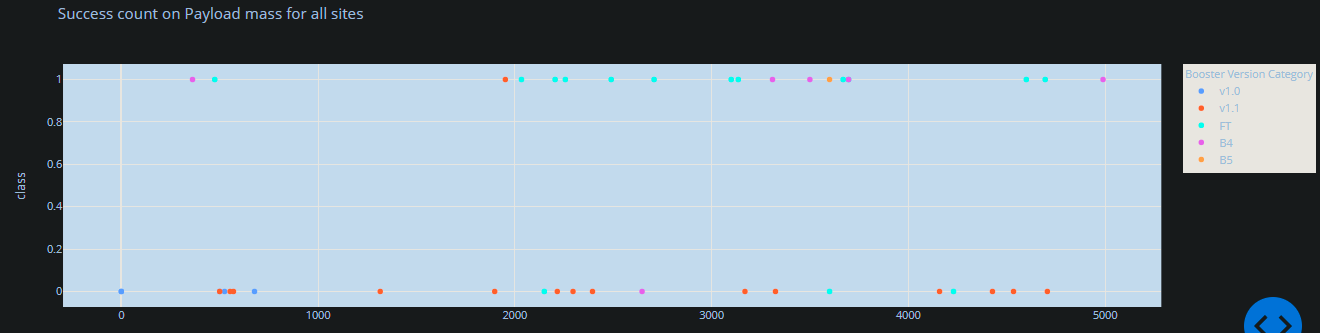 Success count on Payload mass for all sites
Booster Version Category
v1.0
v1.1
FT
B4
B5
class
1
0.8
0.6
0.4
0.2
0
0
1000
2000
3000
4000
5000